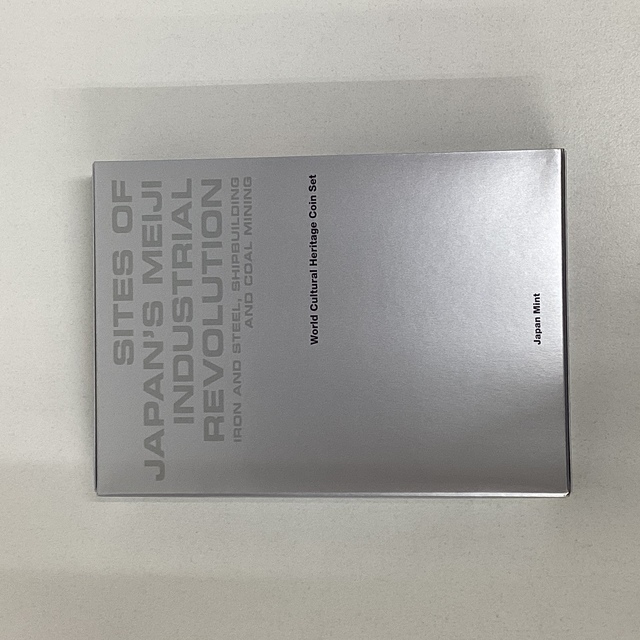 SITES OF
JAPAN'S MEIJI
INDUSTRIAL
REVOLUTION
IRON AND STEEL, SHIPBUILDING
AND COAL MINING
World Cultural Heritage Coin Set
Japan Mint